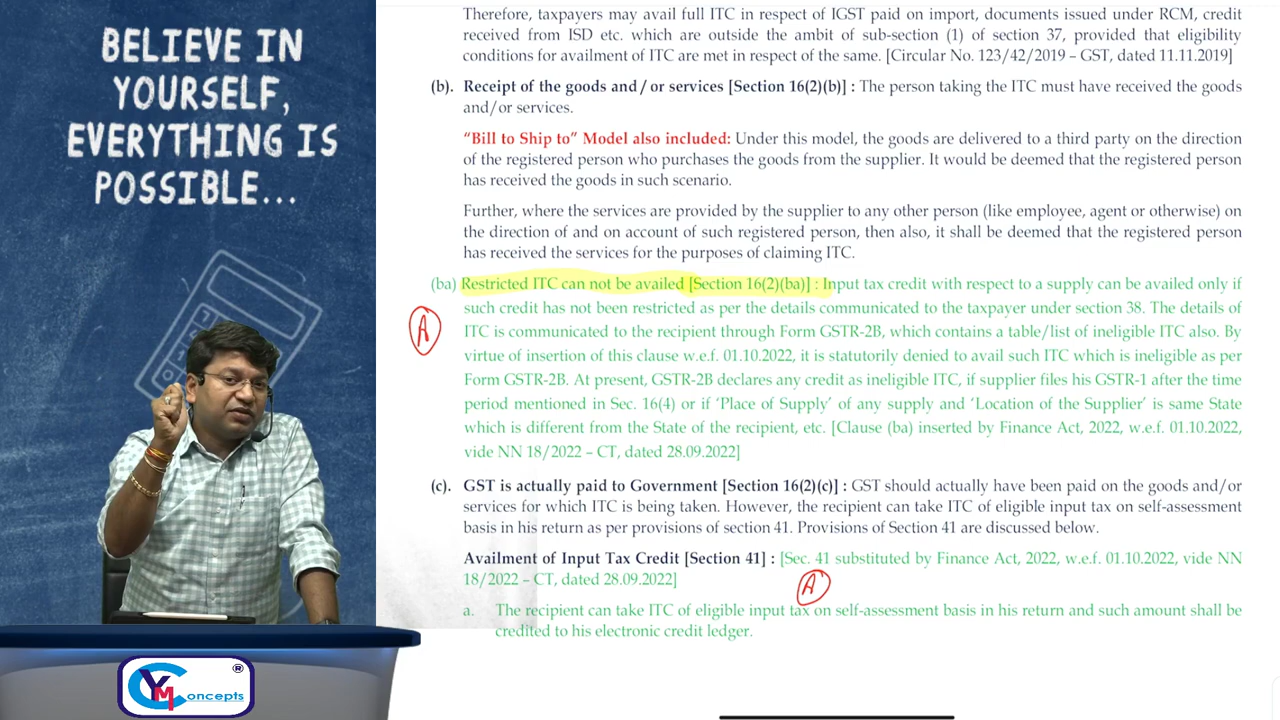 BELIEVE IN
YOURSELF,
EVERYTHING IS
POSSIBLE...
Therefore, taxpayers may avail full ITC in respect of IGST paid on import, documents issued under RCM, credit
received from ISD etc. which are outside the ambit of sub-section (1) of section 37, provided that eligibility
conditions for availment of ITC are met in respect of the same. [Circular No. 123/42/2019 – GST, dated 11.11.2019]
(b). Receipt of the goods and / or services [Section 16(2)(b)] : The person taking the ITC must have received the goods
and/or services.
“Bill to Ship to” Model also included: Under this model, the goods are delivered to a third party on the direction
of the registered person who purchases the goods from the supplier. It would be deemed that the registered person
has received the goods in such scenario.
Further, where the services are provided by the supplier to any other person (like employee, agent or otherwise) on
the direction of and on account of such registered person, then also, it shall be deemed that the registered person
has received the services for the purposes of claiming ITC.
(ba) Restricted ITC can not be availed [Section 16(2)(ba)] : Input tax credit with respect to a supply can be availed only if
such credit has not been restricted as per the details communicated to the taxpayer under section 38. The details of
A
ITC is communicated to the recipient through Form GSTR-2B, which contains a table/list of ineligible ITC also. By
virtue of insertion of this clause w.e.f. 01.10.2022, it is statutorily denied to avail such ITC which is ineligible as per
Form GSTR-2B. At present, GSTR-2B declares any credit as ineligible ITC, if supplier files his GSTR-1 after the time
period mentioned in Sec. 16(4) or if ‘Place of Supply’ of any supply and ‘Location of the Supplier’ is same State
which is different from the State of the recipient, etc. [Clause (ba) inserted by Finance Act, 2022, w.e.f. 01.10.2022,
vide NN 18/2022 – CT, dated 28.09.2022]
(c). GST is actually paid to Government [Section 16(2)(c)] : GST should actually have been paid on the goods and/or
services for which ITC is being taken. However, the recipient can take ITC of eligible input tax on self-assessment
basis in his return as per provisions of section 41. Provisions of Section 41 are discussed below.
Availment of Input Tax Credit [Section 41] : [Sec. 41 substituted by Finance Act, 2022, w.e.f. 01.10.2022, vide NN
18/2022 – CT, dated 28.09.2022]
A
a. The recipient can take ITC of eligible input tax on self-assessment basis in his return and such amount shall be
credited to his electronic credit ledger.
CYM oncepts ®